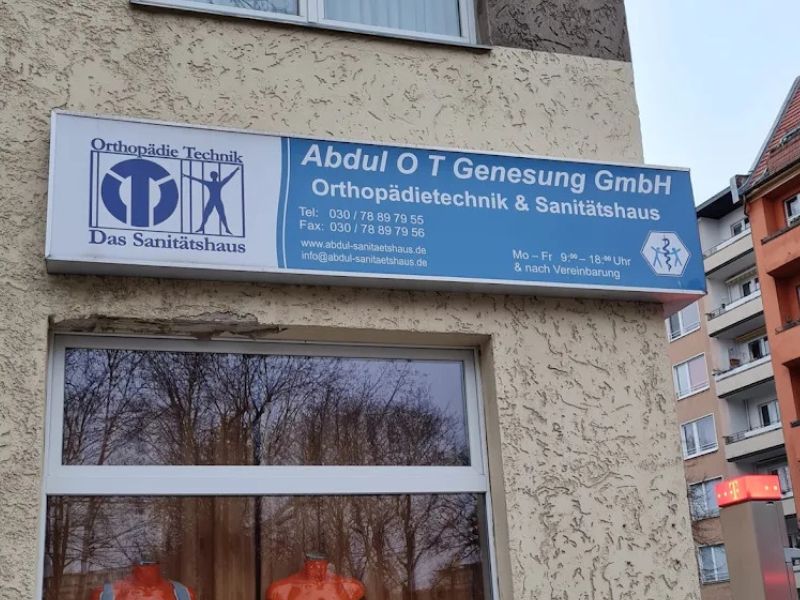 Orthopädie Technik
Das Sanitätshaus
Abdul O T Genesung GmbH
Orthopädietechnik & Sanitätshaus
Tel: 030 / 78 89 79 55
Fax: 030 / 78 89 79 56
www.abdul-sanitaetshaus.de
info@abdul-sanitaetshaus.de
Mo – Fr 9:00 – 18:00 Uhr
& nach Vereinbarung
T